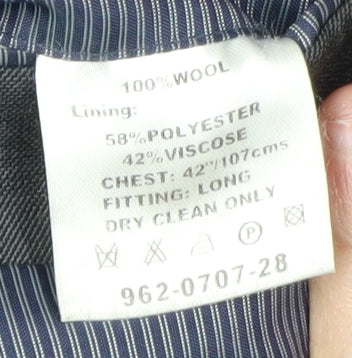 100%WOOL
Lining:
58%POLYESTER
42%VISCOSE
CHEST: 42"/107cms
FITTING: LONG
DRY CLEAN ONLY
P
962-0707-28